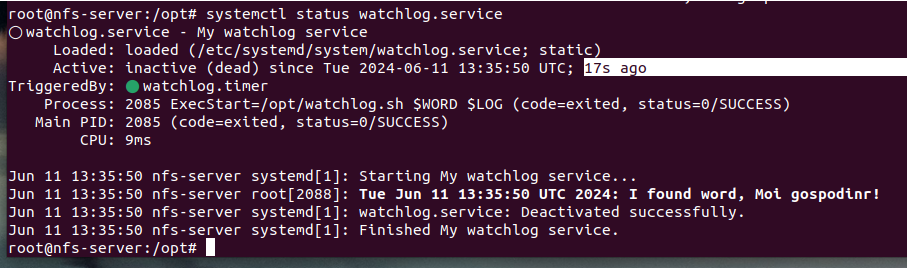 root@nfs-server:/opt# systemctl status watchlog.service
watchlog.service - My watchlog service
Loaded: loaded (/etc/systemd/system/watchlog.service; static)
Active: inactive (dead) since Tue 2024-06-11 13:35:50 UTC; 17s ago
TriggeredBy: ● watchlog.timer
Process: 2085 ExecStart=/opt/watchlog.sh $WORD $LOG (code=exited, status=0/SUCCESS)
Main PID: 2085 (code=exited, status=0/SUCCESS)
CPU: 9ms
Jun 11 13:35:50 nfs-server systemd[1]: Starting My watchlog service...
Jun 11 13:35:50 nfs-server root[2088]: Tue Jun 11 13:35:50 UTC 2024: I found word, Moi gospodinr!
Jun 11 13:35:50 nfs-server systemd[1]: watchlog.service: Deactivated successfully.
Jun 11 13:35:50 nfs-server systemd[1]: Finished My watchlog service.
root@nfs-server:/opt#